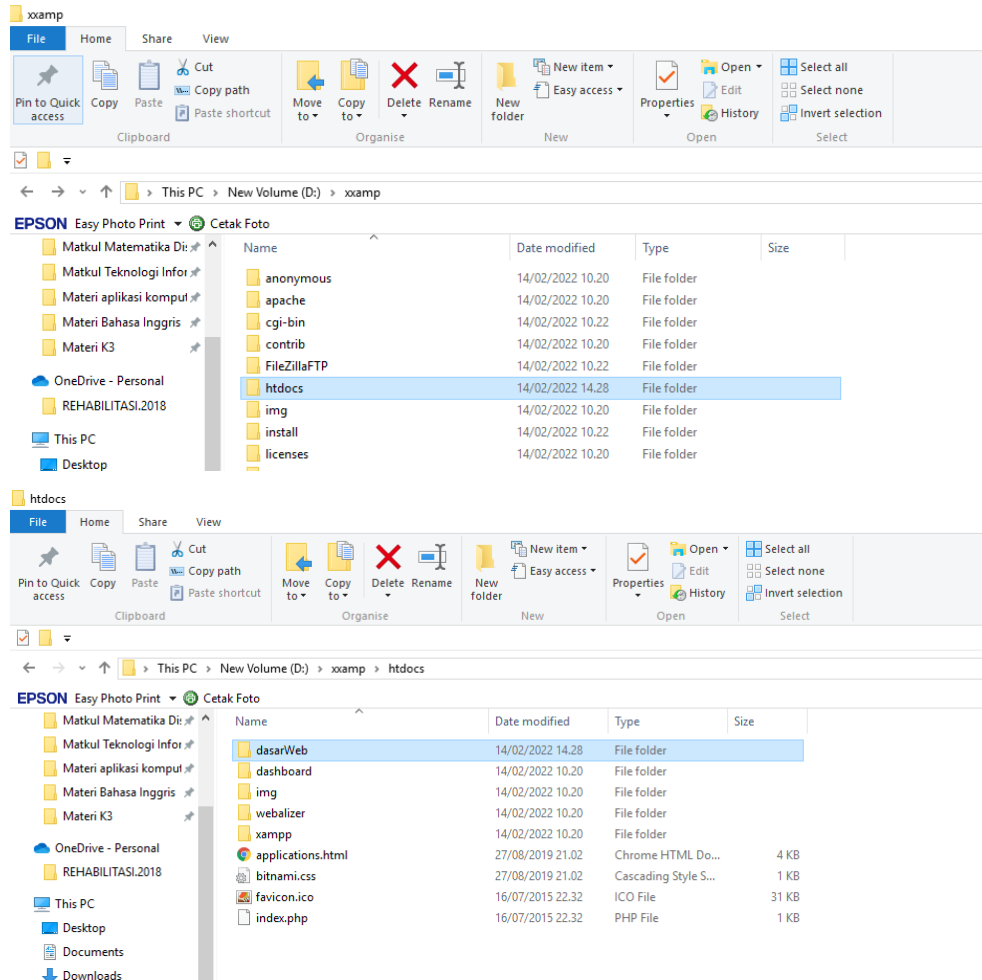 xxamp
File Home Share View
Pin to Quick access Copy Paste Cut Copy path Paste shortcut Move to Copy to Delete Rename New folder New item Easy access Properties Open Edit History Select all Select none Invert selection
Clipboard Organise New Open Select
This PC > New Volume (D:) > xxamp
EPSON Easy Photo Print Cetak Foto
Name Date modified Type Size
Matkul Matematika Di:
Matkul Teknologi Infor
Materi aplikasi komput
Materi Bahasa Inggris
Materi K3
OneDrive - Personal
REHABILITASI.2018
This PC
Desktop
anonymous 14/02/2022 10.20 File folder
apache 14/02/2022 10.20 File folder
cgi-bin 14/02/2022 10.22 File folder
contrib 14/02/2022 10.20 File folder
FileZillaFTP 14/02/2022 10.22 File folder
htdocs 14/02/2022 14.28 File folder
img 14/02/2022 10.20 File folder
install 14/02/2022 10.22 File folder
licenses 14/02/2022 10.20 File folder
htdocs
File Home Share View
Pin to Quick access Copy Paste Cut Copy path Paste shortcut Move to Copy to Delete Rename New folder New item Easy access Properties Open Edit History Select all Select none Invert selection
Clipboard Organise New Open Select
This PC > New Volume (D:) > xxamp > htdocs
EPSON Easy Photo Print Cetak Foto
Name Date modified Type Size
Matkul Matematika Di:
Matkul Teknologi Infor
Materi aplikasi komput
Materi Bahasa Inggris
Materi K3
OneDrive - Personal
REHABILITASI.2018
This PC
Desktop
Documents
Downloads
dasarWeb 14/02/2022 14.28 File folder
dashboard 14/02/2022 10.20 File folder
img 14/02/2022 10.20 File folder
webalizer 14/02/2022 10.20 File folder
xampp 14/02/2022 10.20 File folder
applications.html 27/08/2019 21.02 Chrome HTML Do... 4 KB
bitnami.css 27/08/2019 21.02 Cascading Style S... 1 KB
favicon.ico 16/07/2015 22.32 ICO File 31 KB
index.php 16/07/2015 22.32 PHP File 1 KB